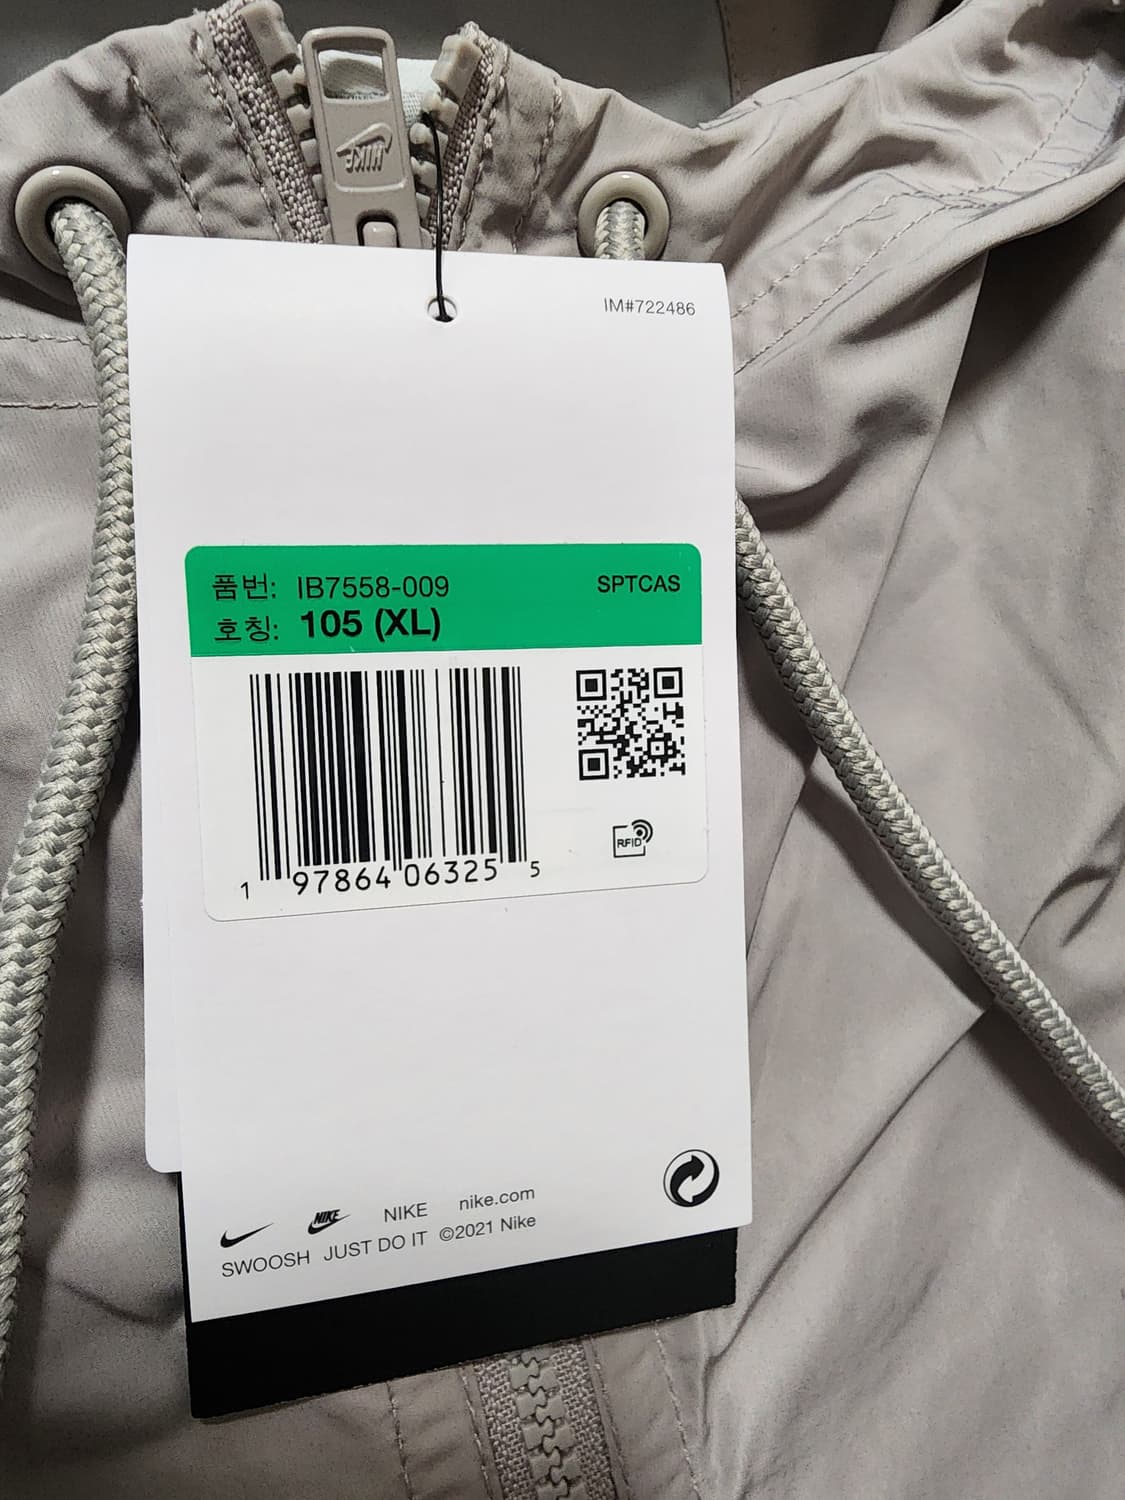 NIKE
IM#722486
품번: IB7558-009 SPTCAS
호칭: 105 (XL)
1 97864 06325 5
RFID
NIKE NIKE nike.com
SWOOSH JUST DO IT ©2021 Nike